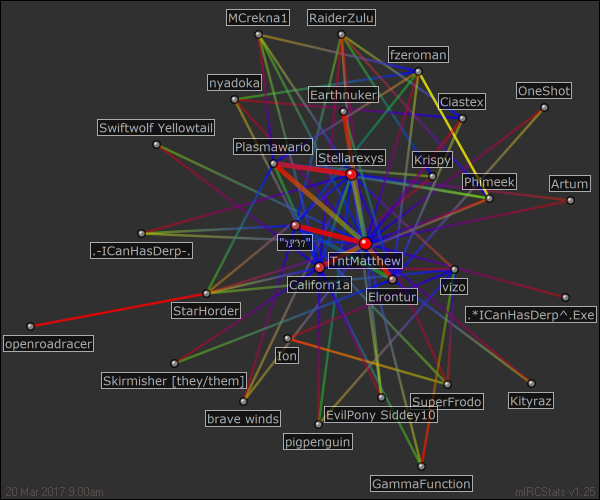 MCrekna1
RaiderZulu
fzeroman
nyadoka
Earthnuker
Ciastex
OneShot
Swiftwolf Yellowtail
Plasmawario
Stellarexys
Krispy
Phimeek
Artum
.-ICanHasDerp-.
TntMatthew
Californ1a
Elrontur
vizo
StarHorder
.*ICanHasDerp^.Exe
openroadracer
Ion
Skirmisher [they/them]
SuperFrodo
Kityraz
brave winds
EvilPony Siddey10
pigpenguin
GammaFunction
20 Mar 2017 9:00am
mIRCStats v1.25